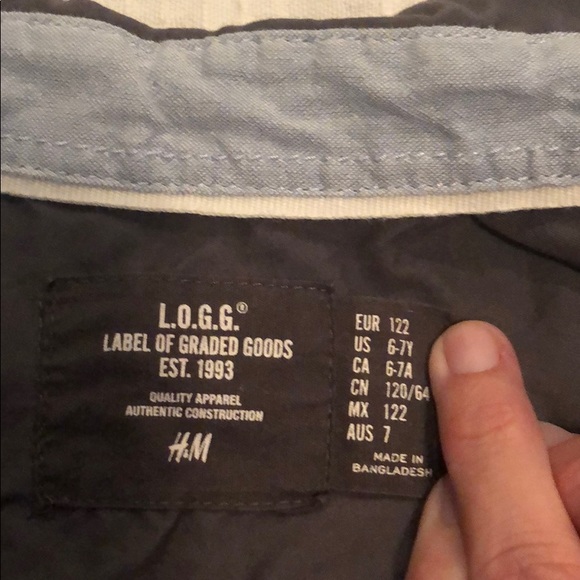 L.O.G.G.®
LABEL OF GRADED GOODS
EST. 1993
QUALITY APPAREL
AUTHENTIC CONSTRUCTION
H&M
EUR 122
US 6-7Y
CA 6-7A
CN 120/64
MX 122
AUS 7
MADE IN
BANGLADESH